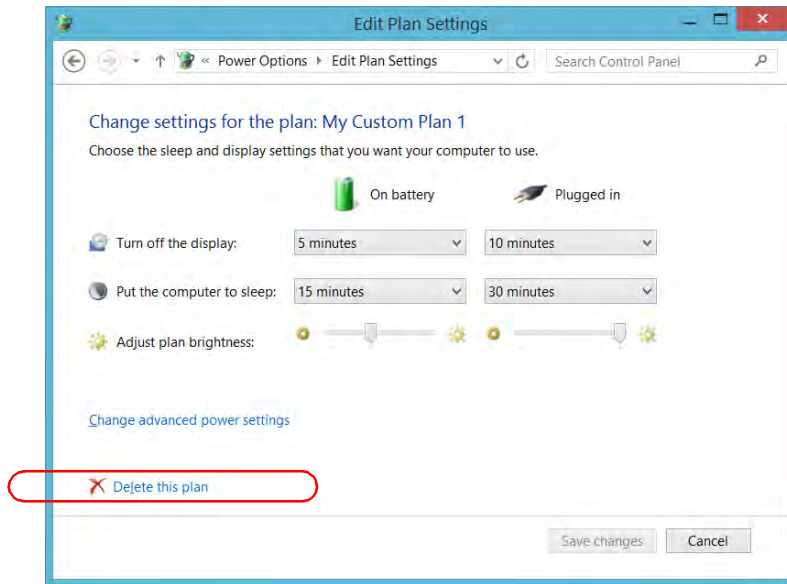 Edit Plan Settings
« Power Options Edit Plan Settings Search Control Panel
Change settings for the plan: My Custom Plan 1
Choose the sleep and display settings that you want your computer to use.
On battery Plugged in
Turn off the display: 5 minutes 10 minutes
Put the computer to sleep: 15 minutes 30 minutes
Adjust plan brightness:
Change advanced power settings
Delete this plan
Save changes Cancel